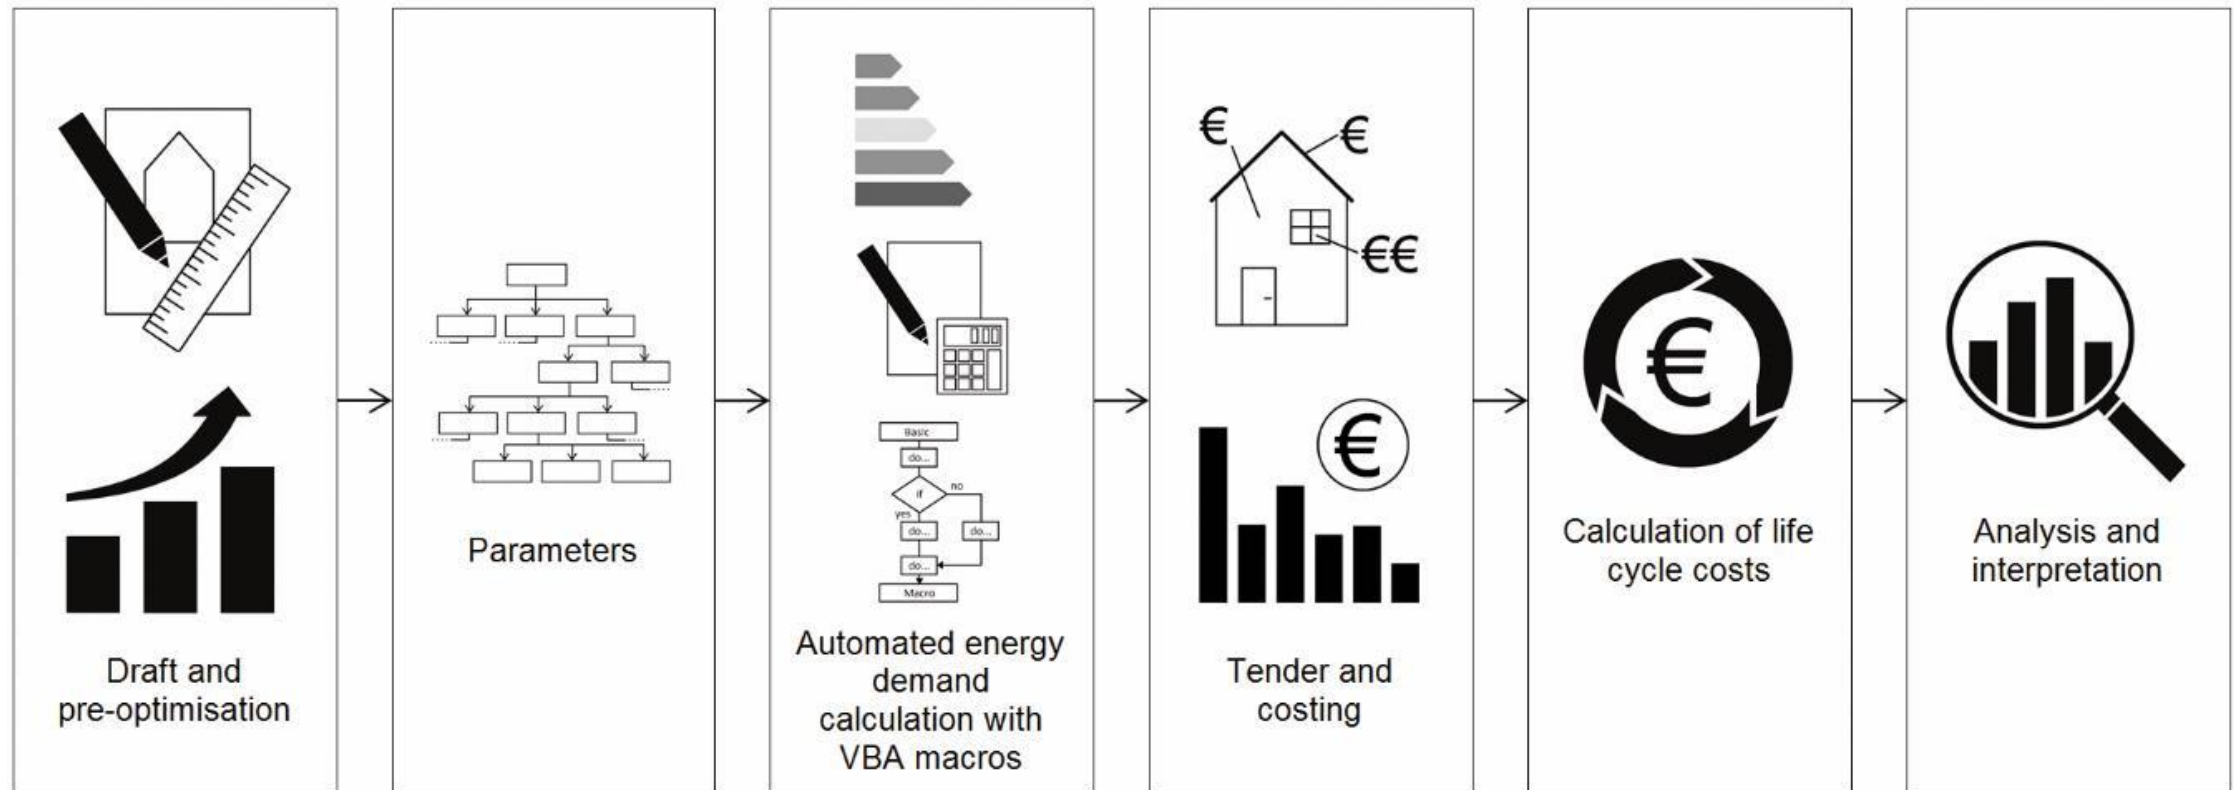 Draft and
pre-optimisation
Parameters
Basic
do...
if
no
yes
do...
do...
do...
Macro
Automated energy
demand
calculation with
VBA macros
€
€
€€
€
Tender and
costing
€
Calculation of life
cycle costs
Analysis and
interpretation